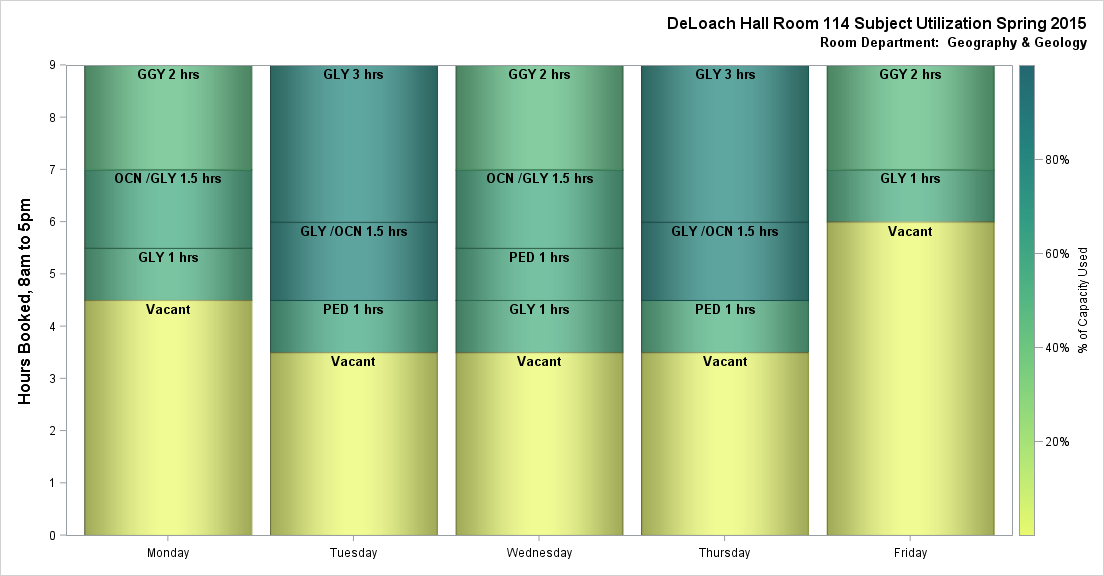 DeLoach Hall Room 114 Subject Utilization Spring 2015
Room Department:  Geography & Geology
Hours Booked, 8am to 5pm
9
8
7
6
5
4
3
2
1
0
GGY 2 hrs
OCN /GLY 1.5 hrs
GLY 1 hrs
Vacant
GLY 3 hrs
GLY /OCN 1.5 hrs
PED 1 hrs
Vacant
GGY 2 hrs
OCN /GLY 1.5 hrs
PED 1 hrs
GLY 1 hrs
Vacant
GLY 3 hrs
GLY /OCN 1.5 hrs
PED 1 hrs
Vacant
GGY 2 hrs
GLY 1 hrs
Vacant
Monday
Tuesday
Wednesday
Thursday
Friday
80%
60%
40%
20%
% of Capacity Used